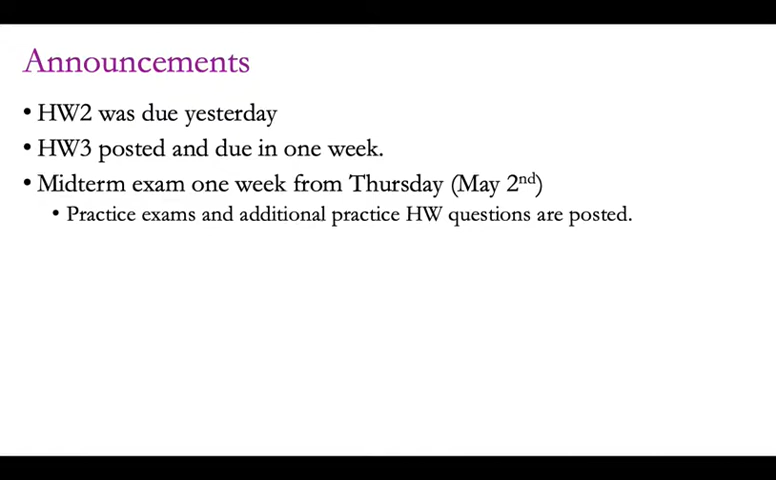 Announcements
• HW2 was due yesterday
• HW3 posted and due in one week.
• Midterm exam one week from Thursday (May 2nd)
• Practice exams and additional practice HW questions are posted.